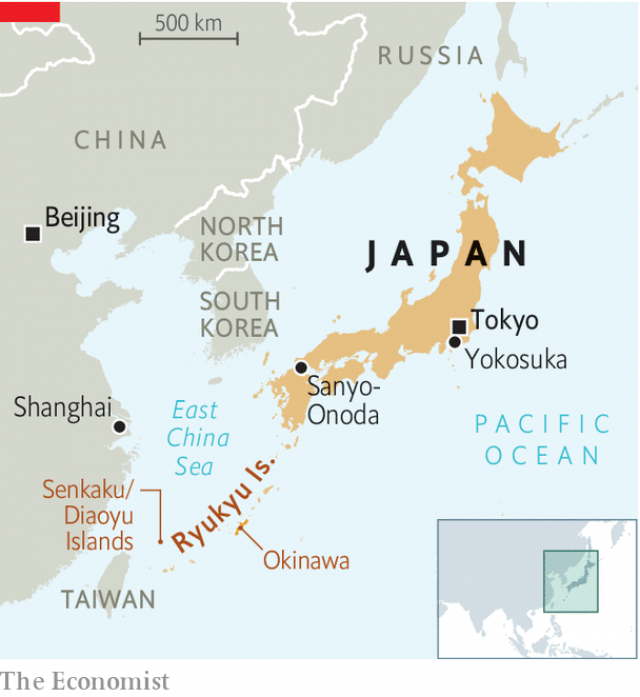 500 km
RUSSIA
CHINA
Beijing
NORTH
KOREA
JAPAN
SOUTH
KOREA
Tokyo
Yokosuka
Sanyo-
Onoda
Shanghai
East
China
Sea
PACIFIC
OCEAN
Senkaku/
Diaoyu
Islands
Ryukyu Is.
Okinawa
TAIWAN
The Economist